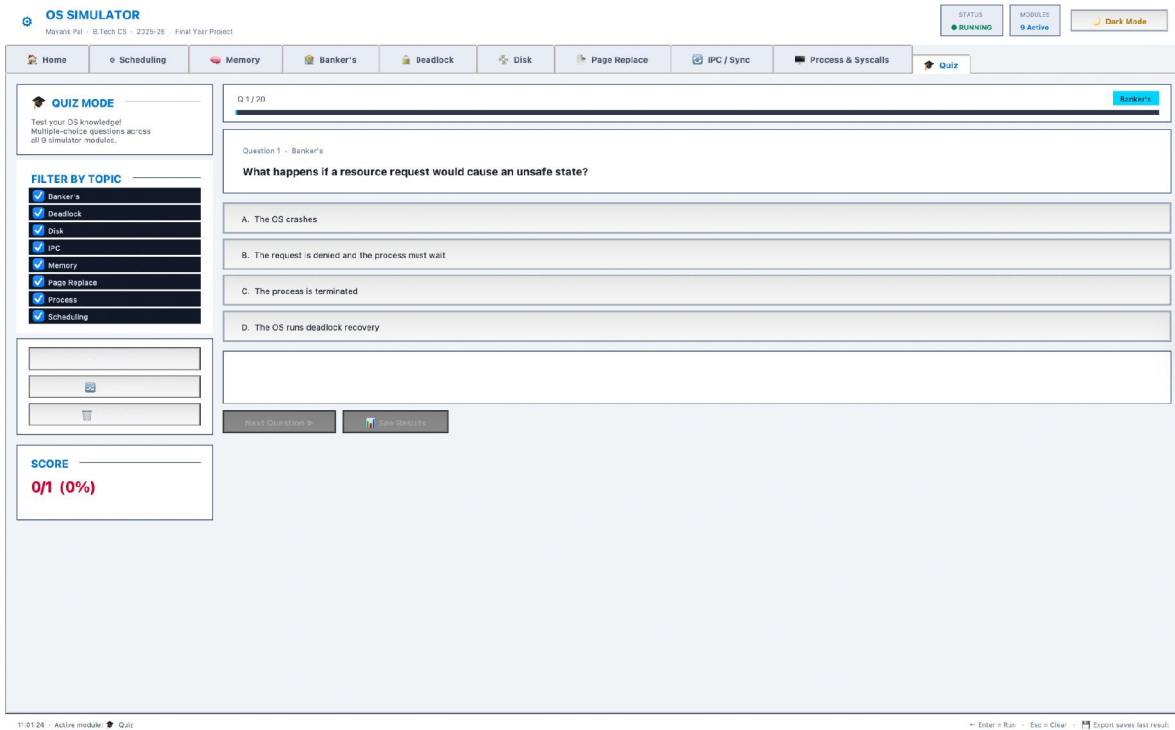 OS SIMULATOR
Mayank Pal · B.Tech CS · 2025-26 · Final Year Project
STATUS
RUNNING
MODULES
9 Active
Dark Mode
Home
Scheduling
Memory
Banker's
Deadlock
Disk
Page Replace
IPC / Sync
Process & Syscalls
Quiz
QUIZ MODE
Test your OS knowledge!
Multiple-choice questions across
all 9 simulator modules.
FILTER BY TOPIC
Banker's
Deadlock
Disk
IPC
Memory
Page Replace
Process
Scheduling
SCORE
0/1 (0%)
Q 1 / 20
Banker's
Question 1 · Banker's
What happens if a resource request would cause an unsafe state?
A. The OS crashes
B. The request is denied and the process must wait
C. The process is terminated
D. The OS runs deadlock recovery
Next Question ▶
See Results
11:01:24 · Active module: Quiz
← Enter = Run · Esc = Clear · Export saves last result